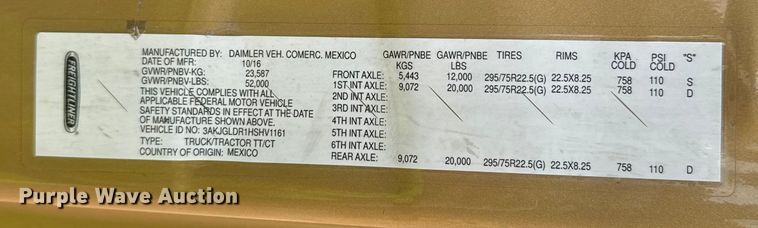 FREIGHTLINER
MANUFACTURED BY: DAIMLER VEH. COMERC. MEXICO
DATE OF MFR: 10/16
GVWR/PNBV-KG: 23,587
GVWR/PNBV-LBS: 52,000
THIS VEHICLE COMPLIES WITH ALL
APPLICABLE FEDERAL MOTOR VEHICLE
SAFETY STANDARDS IN EFFECT AT THE DATE
OF MANUFACTURE SHOWN ABOVE.
VEHICLE ID NO: 3AKJGLDR1HSHV1161
TYPE: TRUCK/TRACTOR TT/CT
COUNTRY OF ORIGIN: MEXICO
GAWR/PNBE GAWR/PNBE TIRES RIMS KPA PSI "S"
KGS LBS COLD COLD
FRONT AXLE: 5,443 12,000 295/75R22.5(G) 22.5X8.25 758 110 S
1ST INT AXLE: 9,072 20,000 295/75R22.5(G) 22.5X8.25 758 110 D
2ND INT AXLE:
3RD INT AXLE:
4TH INT AXLE:
5TH INT AXLE:
6TH INT AXLE:
REAR AXLE: 9,072 20,000 295/75R22.5(G) 22.5X8.25 758 110 D
Purple Wave Auction